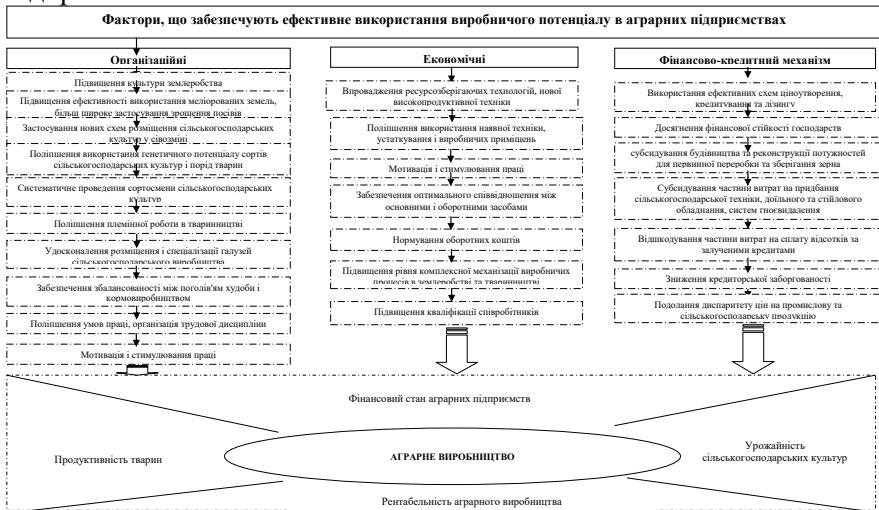 Фактори, що забезпечують ефективне використання виробничого потенціалу в аграрних підприємствах
Організаційні
Підвищення культури землеробства
Підвищення ефективності використання меліорованих земель,
більш широке застосування зрошення посівів
Застосування нових схем розміщення сільськогосподарських
культур у сівозміні
Поліпшення використання генетичного потенціалу сортів
сільськогосподарських культур і порід тварин
Систематичне проведення сортосмени сільськогосподарських
культур
Поліпшення племінної роботи в тваринництві
Удосконалення розміщення і спеціалізації галузей
сільськогосподарського виробництва
Забезпечення збалансованості між поголів'ям худоби і
кормовиробництвом
Поліпшення умов праці, організація трудової дисципліни
Мотивація і стимулювання праці
Економічні
Впровадження ресурсозберігаючих технологій, нової
високопродуктивної техніки
Поліпшення використання наявної техніки,
устаткування і виробничих приміщень
Мотивація і стимулювання праці
Забезпечення оптимального співвідношення між
основними і оборотними засобами
Нормування оборотних коштів
Підвищення рівня комплексної механізації виробничих
процесів в землеробстві та тваринництві
Підвищення кваліфікації співробітників
Фінансово-кредитний механізм
Використання ефективних схем ціноутворення,
кредитування та лізингу
Досягнення фінансової стійкості господарств
субсидування будівництва та реконструкції потужностей
для первинної переробки та зберігання зерна
Субсидування частини витрат на придбання
сільськогосподарської техніки, доїльного та стійлового
обладнання, систем гноєвидалення
Відшкодування частини витрат на сплату відсотків за
залученими кредитами
Зниження кредиторської заборгованості
Подолання диспаритету цін на промислову та
сільськогосподарську продукцію
Фінансовий стан аграрних підприємств
Продуктивність тварин
АГРАРНЕ ВИРОБНИЦТВО
Урожайність
сільськогосподарських культур
Рентабельність аграрного виробництва